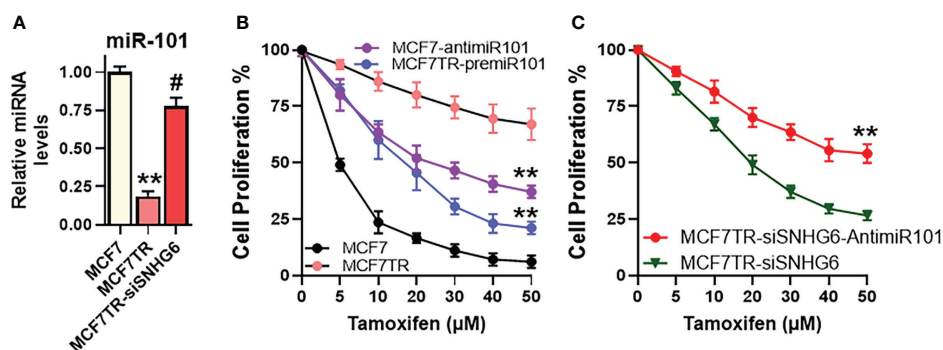 A
miR-101
Relative miRNA
levels
1.00
0.75
0.50
0.25
0.00
**
#
MCF7
MCF7TR
MCF7TR-siSNHG6
B
Cell Proliferation %
100
75
50
25
0
MCF7-antimiR101
MCF7TR-premiR101
**
**
MCF7
MCF7TR
0 5 10 20 30 40 50
Tamoxifen (µM)
C
Cell Proliferation %
100
75
50
25
0
**
MCF7TR-siSNHG6-AntimiR101
MCF7TR-siSNHG6
0 5 10 20 30 40 50
Tamoxifen (µM)